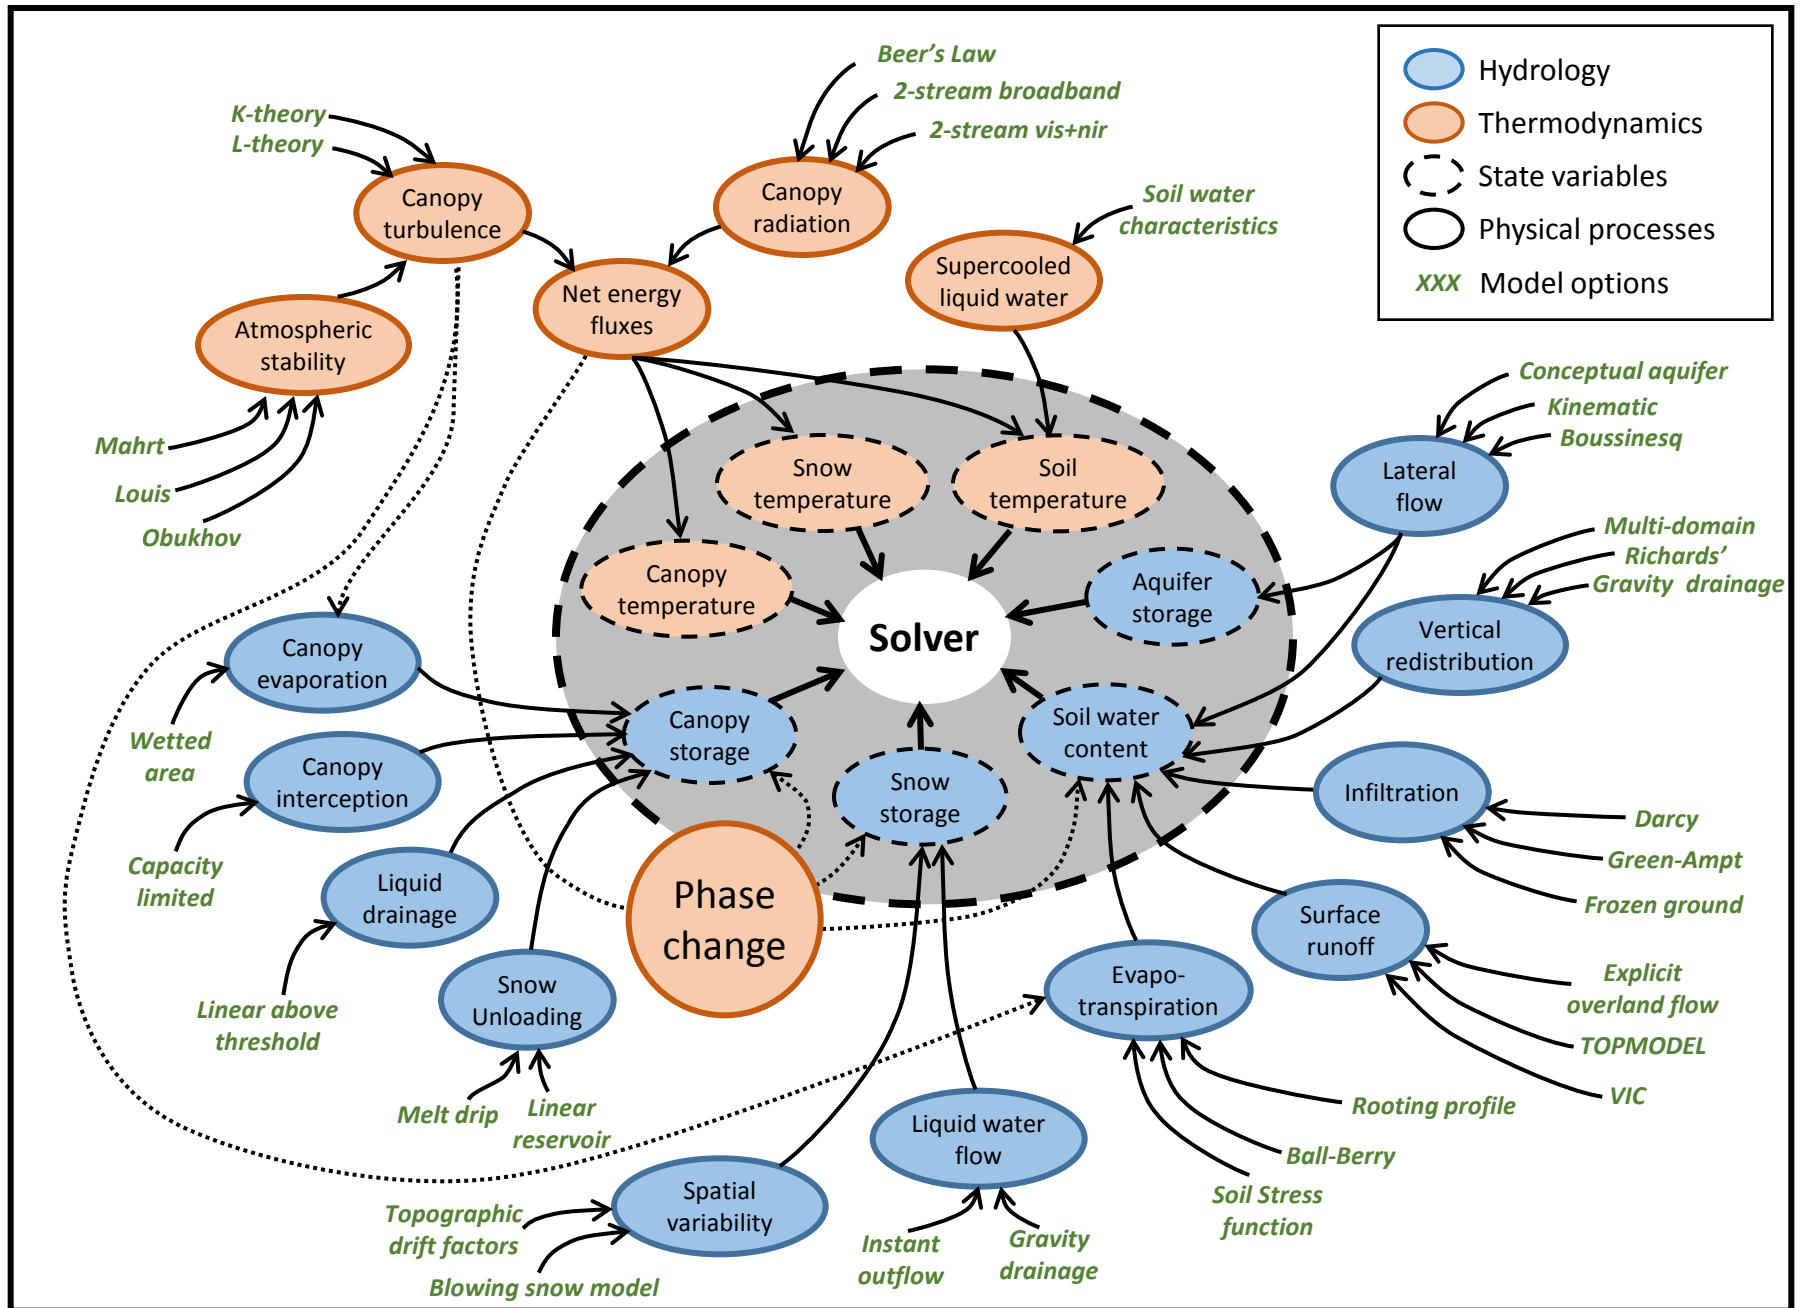 Beer's Law
2-stream broadband
2-stream vis+nir
K-theory
L-theory
Hydrology
Thermodynamics
State variables
Physical processes
XXX Model options
Canopy
turbulence
Canopy
radiation
Soil water
characteristics
Supercooled
liquid water
Net energy
fluxes
Atmospheric
stability
Mahrt
Louis
Obukhov
Conceptual aquifer
Kinematic
Boussinesq
Lateral
flow
Snow
temperature
Soil
temperature
Multi-domain
Richards'
Gravity drainage
Canopy
temperature
Aquifer
storage
Solver
Vertical
redistribution
Canopy
evaporation
Wetted
area
Canopy
storage
Soil water
content
Canopy
interception
Snow
storage
Infiltration
Darcy
Green-Ampt
Frozen ground
Capacity
limited
Liquid
drainage
Phase
change
Surface
runoff
Linear above
threshold
Snow
Unloading
Evapo-
transpiration
Explicit
overland flow
TOPMODEL
VIC
Melt drip
Linear
reservoir
Liquid water
flow
Rooting profile
Ball-Berry
Soil Stress
function
Spatial
variability
Topographic
drift factors
Blowing snow model
Instant
outflow
Gravity
drainage